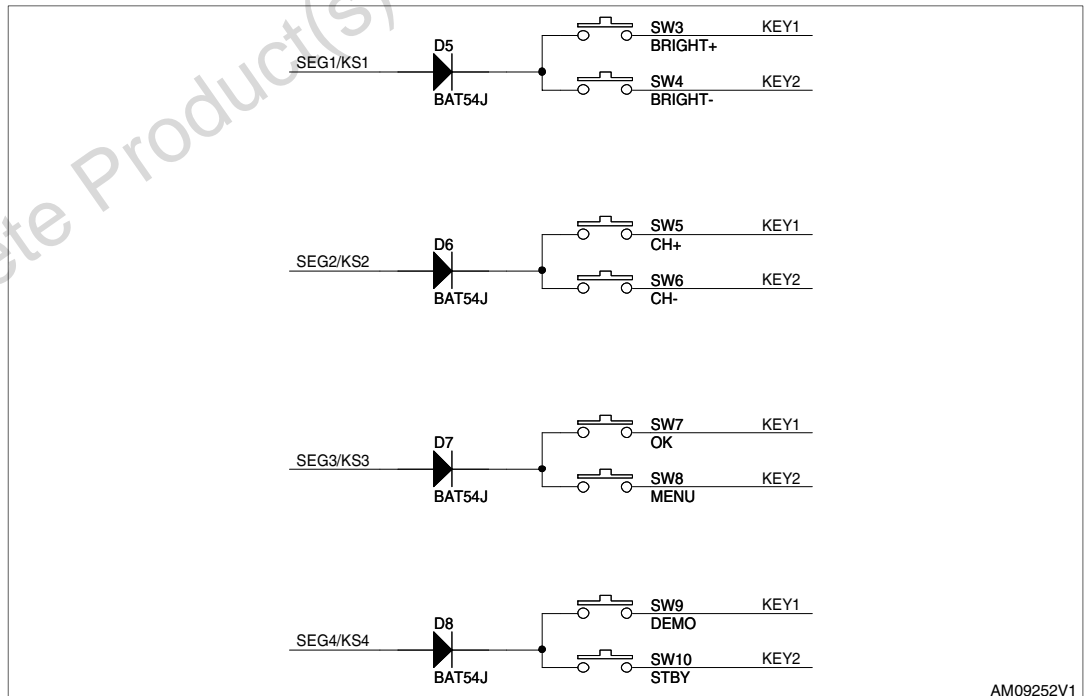 ete Product(s)
SW3 KEY1
BRIGHT+
D5
SEG1/KS1
SW4 KEY2
BRIGHT-
BAT54J
SW5 KEY1
CH+
D6
SEG2/KS2
SW6 KEY2
CH-
BAT54J
SW7 KEY1
OK
D7
SEG3/KS3
SW8 KEY2
MENU
BAT54J
SW9 KEY1
DEMO
D8
SEG4/KS4
SW10 KEY2
STBY
BAT54J
AM09252V1